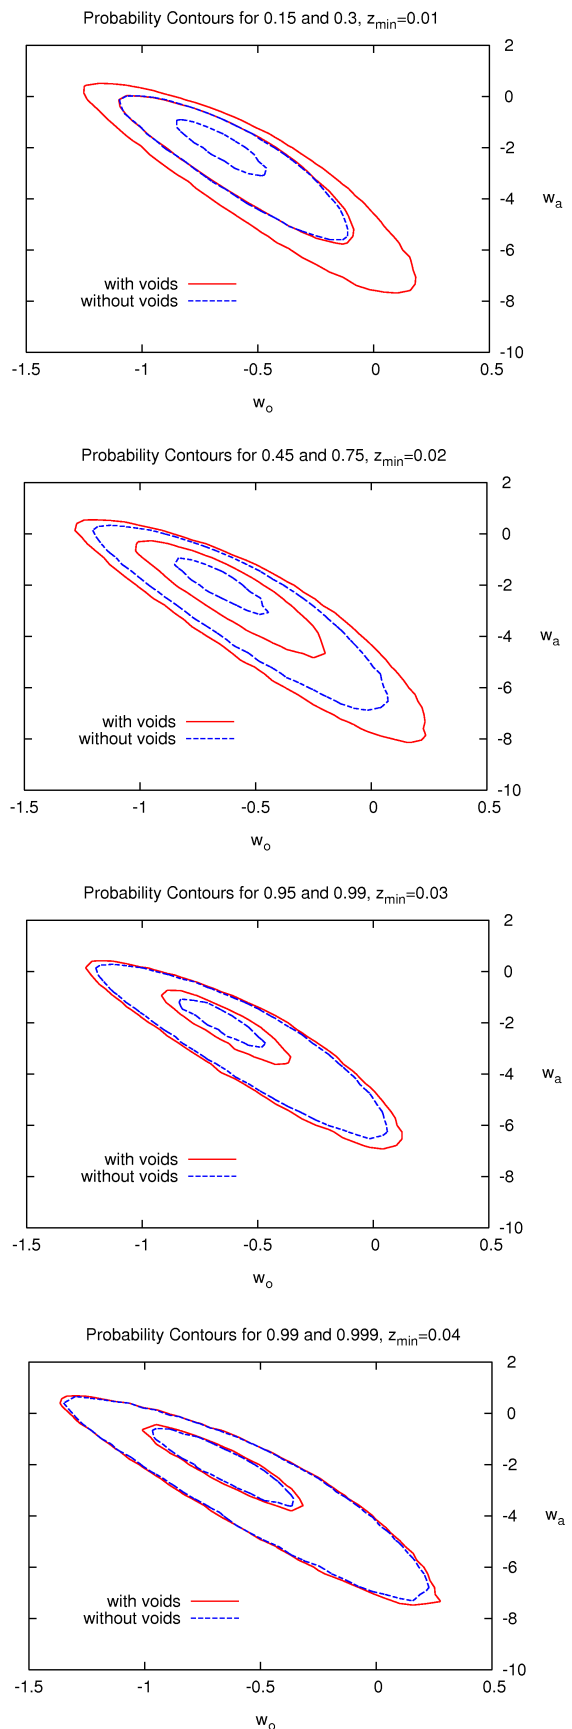 Probability Contours for 0.15 and 0.3, z_min=0.01
2
0
-2
-4
w_a
-6
with voids
without voids
-8
-10
-1.5 -1 -0.5 0 0.5
w_o
Probability Contours for 0.45 and 0.75, z_min=0.02
2
0
-2
-4
w_a
-6
with voids
without voids
-8
-10
-1.5 -1 -0.5 0 0.5
w_o
Probability Contours for 0.95 and 0.99, z_min=0.03
2
0
-2
-4
w_a
-6
with voids
without voids
-8
-10
-1.5 -1 -0.5 0 0.5
w_o
Probability Contours for 0.99 and 0.999, z_min=0.04
2
0
-2
-4
w_a
-6
with voids
without voids
-8
-10
-1.5 -1 -0.5 0 0.5
w_o